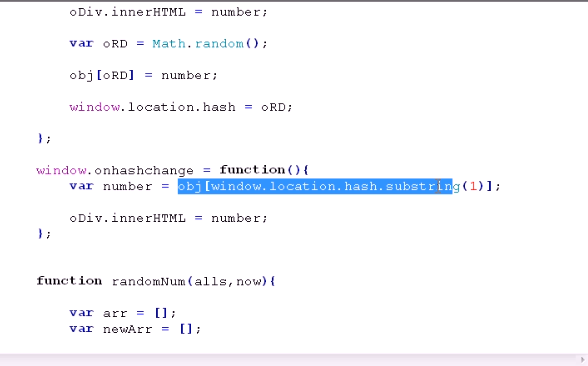 oDiv.innerHTML = number;
var oRD = Math.random();
obj[oRD] = number;
window.location.hash = oRD;
};
window.onhashchange = function(){
var number = obj[window.location.hash.substring(1)];
oDiv.innerHTML = number;
};
function randomNum(alls,now){
var arr = [];
var newArr = [];